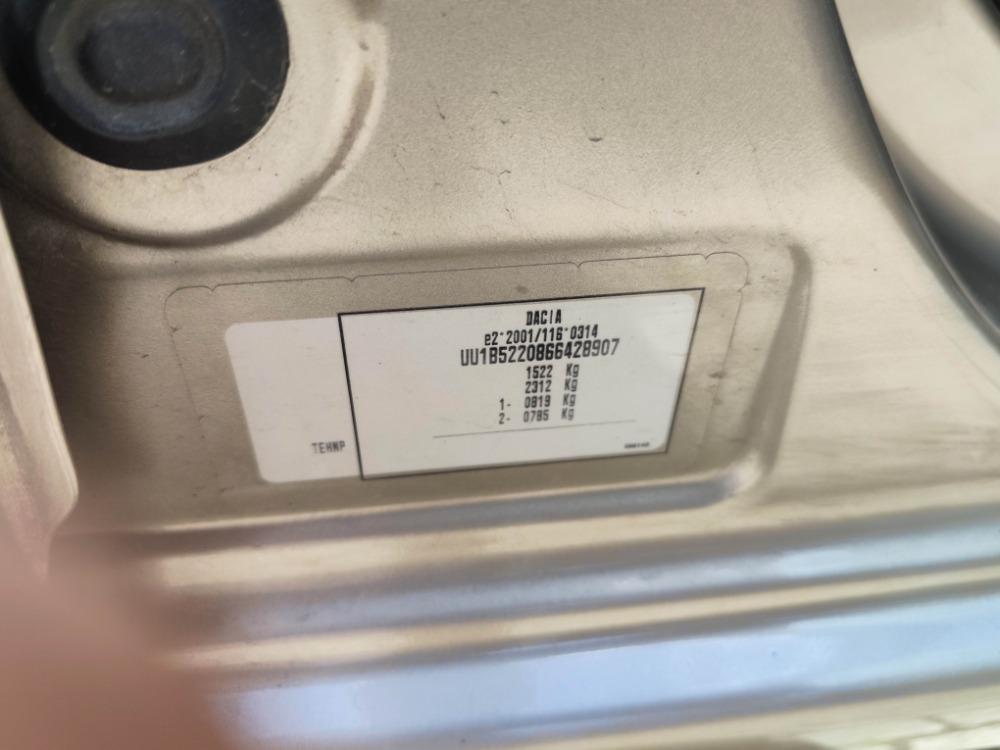 DACIA
e2*2001/116*0314
UU1B5220866428907
1522 Kg
2312 Kg
1- 0819 Kg
2- 0785 Kg
TEHNP